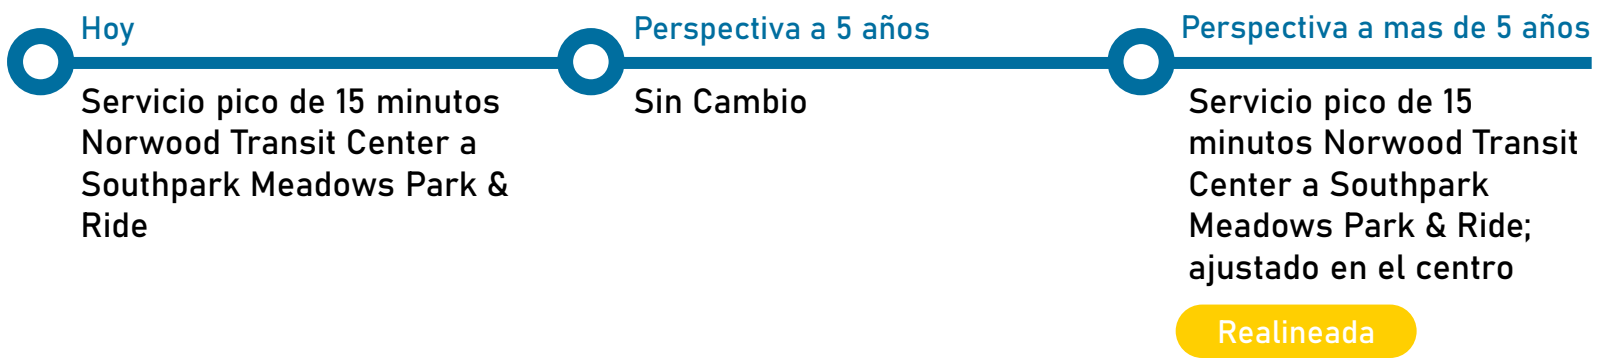 Hoy
Servicio pico de 15 minutos
Norwood Transit Center a
Southpark Meadows Park &
Ride
Perspectiva a 5 años
Sin Cambio
Perspectiva a mas de 5 años
Servicio pico de 15
minutos Norwood Transit
Center a Southpark
Meadows Park & Ride;
ajustado en el centro
Realineada